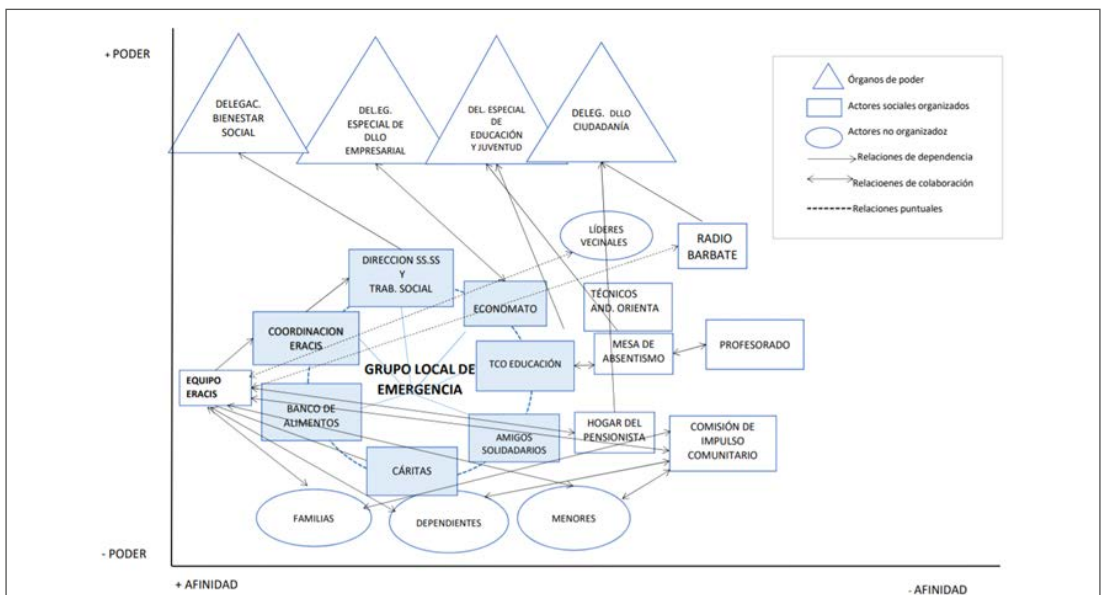 + PODER
DELEGAC.
BIENESTAR
SOCIAL
DEL.EG.
ESPECIAL DE
DLLO
EMPRESARIAL
DEL. ESPECIAL
DE
EDUCACIÓN
Y JUVENTUD
DELEG. DLLO
CIUDADANÍA
Órganos de poder
Actores sociales organizados
Actores no organizadoz
Relaciones de dependencia
Relacioenes de colaboración
Relaciones puntuales
LÍDERES
VECINALES
RADIO
BARBATE
DIRECCION SS.SS
Y
TRAB. SOCIAL
ECONOMATO
TÉCNICOS
AND. ORIENTA
COORDINACION
ERACIS
MESA DE
ABSENTISMO
PROFESORADO
TCO EDUCACIÓN
GRUPO LOCAL DE
EMERGENCIA
EQUIPO
ERACIS
BANCO DE
ALIMENTOS
AMIGOS
SOLIDADARIOS
HOGAR DEL
PENSIONISTA
COMISIÓN DE
IMPULSO
COMUNITARIO
CÁRITAS
FAMILIAS
DEPENDIENTES
MENORES
- PODER
+ AFINIDAD
- AFINIDAD